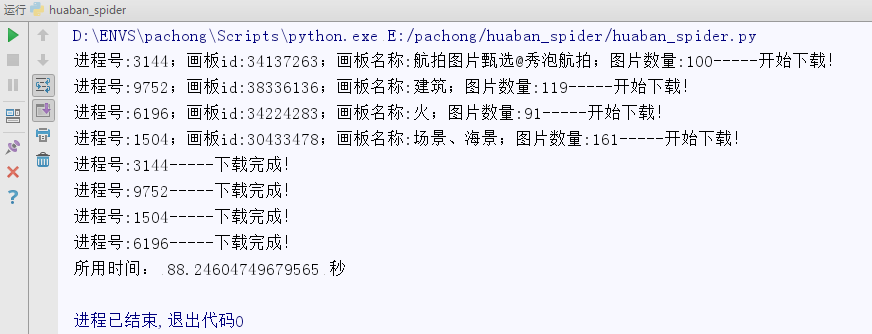 运行 huaban_spider
D:\ENVS\pachong\Scripts\python.exe E:/pachong/huaban_spider/huaban_spider.py
进程号:3144；画板id:34137263；画板名称:航拍图片甄选@秀泡航拍；图片数量:100-----开始下载!
进程号:9752；画板id:38336136；画板名称:建筑；图片数量:119-----开始下载!
进程号:6196；画板id:34224283；画板名称:火；图片数量:91-----开始下载!
进程号:1504；画板id:30433478；画板名称:场景、海景；图片数量:161-----开始下载!
进程号:3144-----下载完成!
进程号:9752-----下载完成!
进程号:1504-----下载完成!
进程号:6196-----下载完成!
所用时间： 88.24604749679565 秒
进程已结束,退出代码0